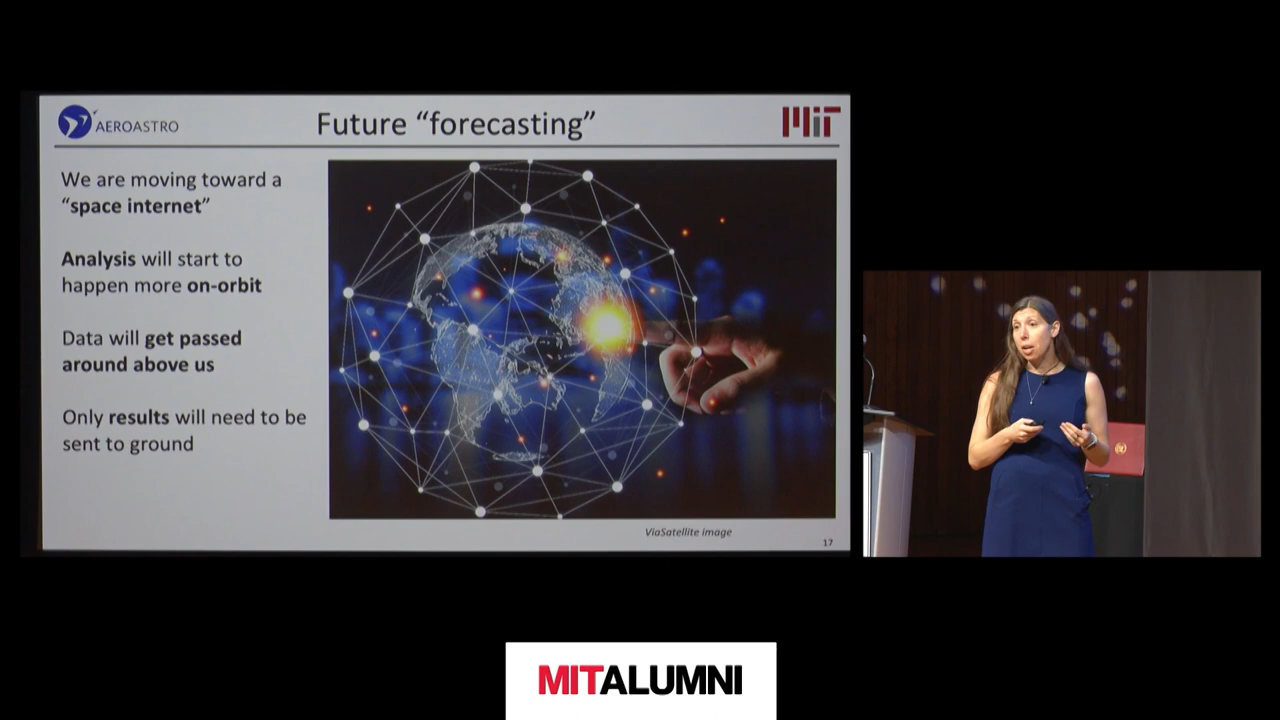 AEROASTRO
Future “forecasting”
MIT
We are moving toward a
“space internet”
Analysis will start to
happen more on-orbit
Data will get passed
around above us
Only results will need to be
sent to ground
ViaSatellite image
17
MITALUMNI